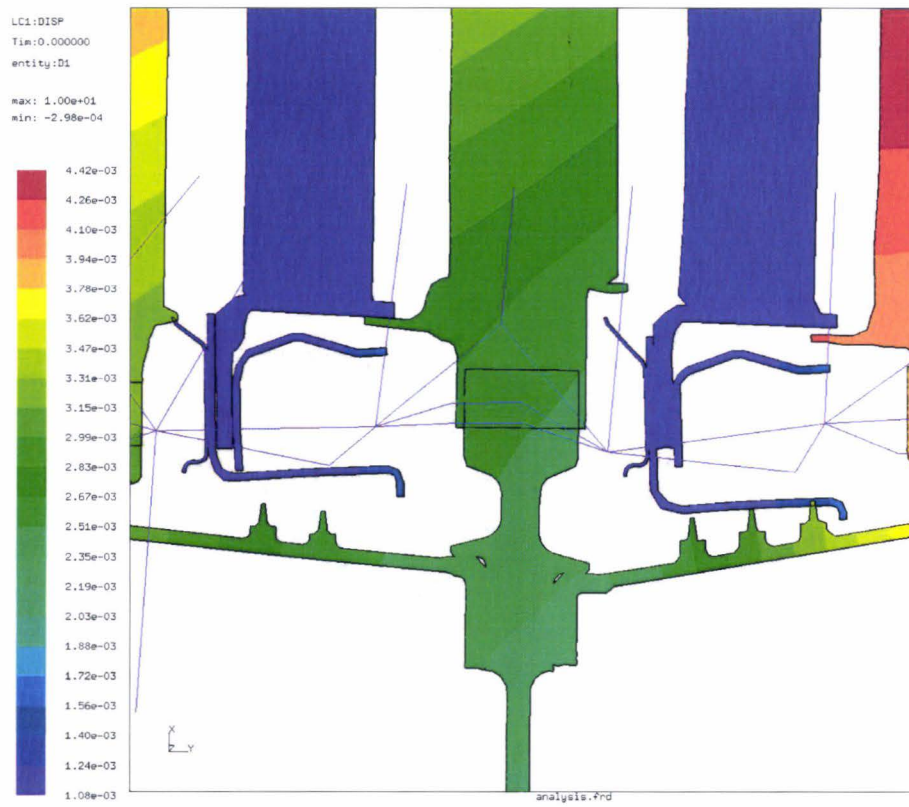 LC1:DISP
Tim:0.000000
entity:D1
max: 1.00e+01
min: -2.98e-04
4.42e-03
4.26e-03
4.10e-03
3.94e-03
3.78e-03
3.62e-03
3.47e-03
3.31e-03
3.15e-03
2.99e-03
2.83e-03
2.67e-03
2.51e-03
2.35e-03
2.19e-03
2.03e-03
1.88e-03
1.72e-03
1.56e-03
1.40e-03
1.24e-03
1.08e-03
X
Z Y
analysis.frd